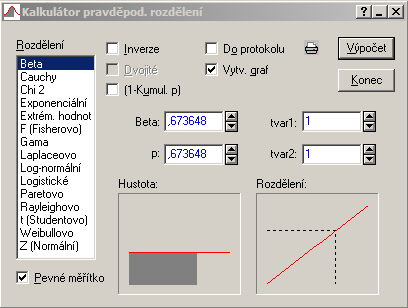 Kalkulátor pravděpod. rozdělení
Rozdělení
Beta
Cauchy
Chi 2
Exponenciální
Extrém. hodnot
F (Fisherovo)
Gama
Laplaceovo
Log-normální
Logistické
Paretovo
Rayleighovo
t (Studentovo)
Weibullovo
Z (Normální)
Pevné měřítko
Inverze
Dvojité
(1-Kumul. p)
Do protokolu
Vytv. graf
Výpočet
Konec
Beta: ,673648
tvar1: 1
p: ,673648
tvar2: 1
Hustota:
Rozdělení: